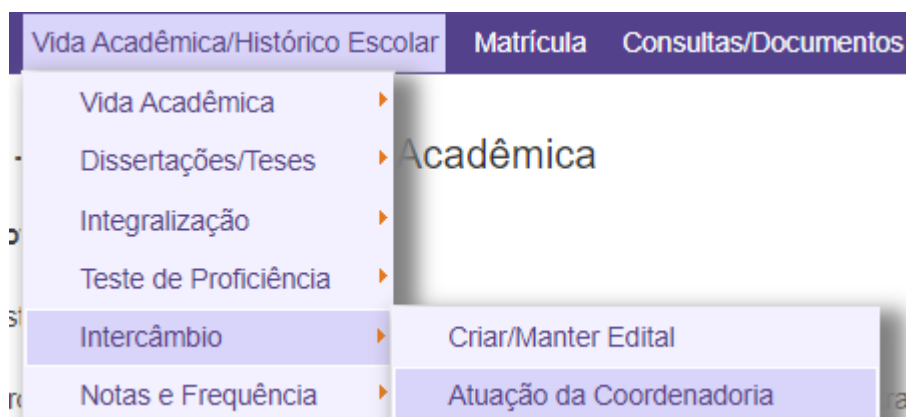 Vida Acadêmica/Histórico Escolar Matrícula Consultas/Documentos
Vida Acadêmica
Acadêmica
Dissertações/Teses
Integralização
Teste de Proficiência
Intercâmbio
Criar/Manter Edital
Notas e Frequência
Atuação da Coordenadoria